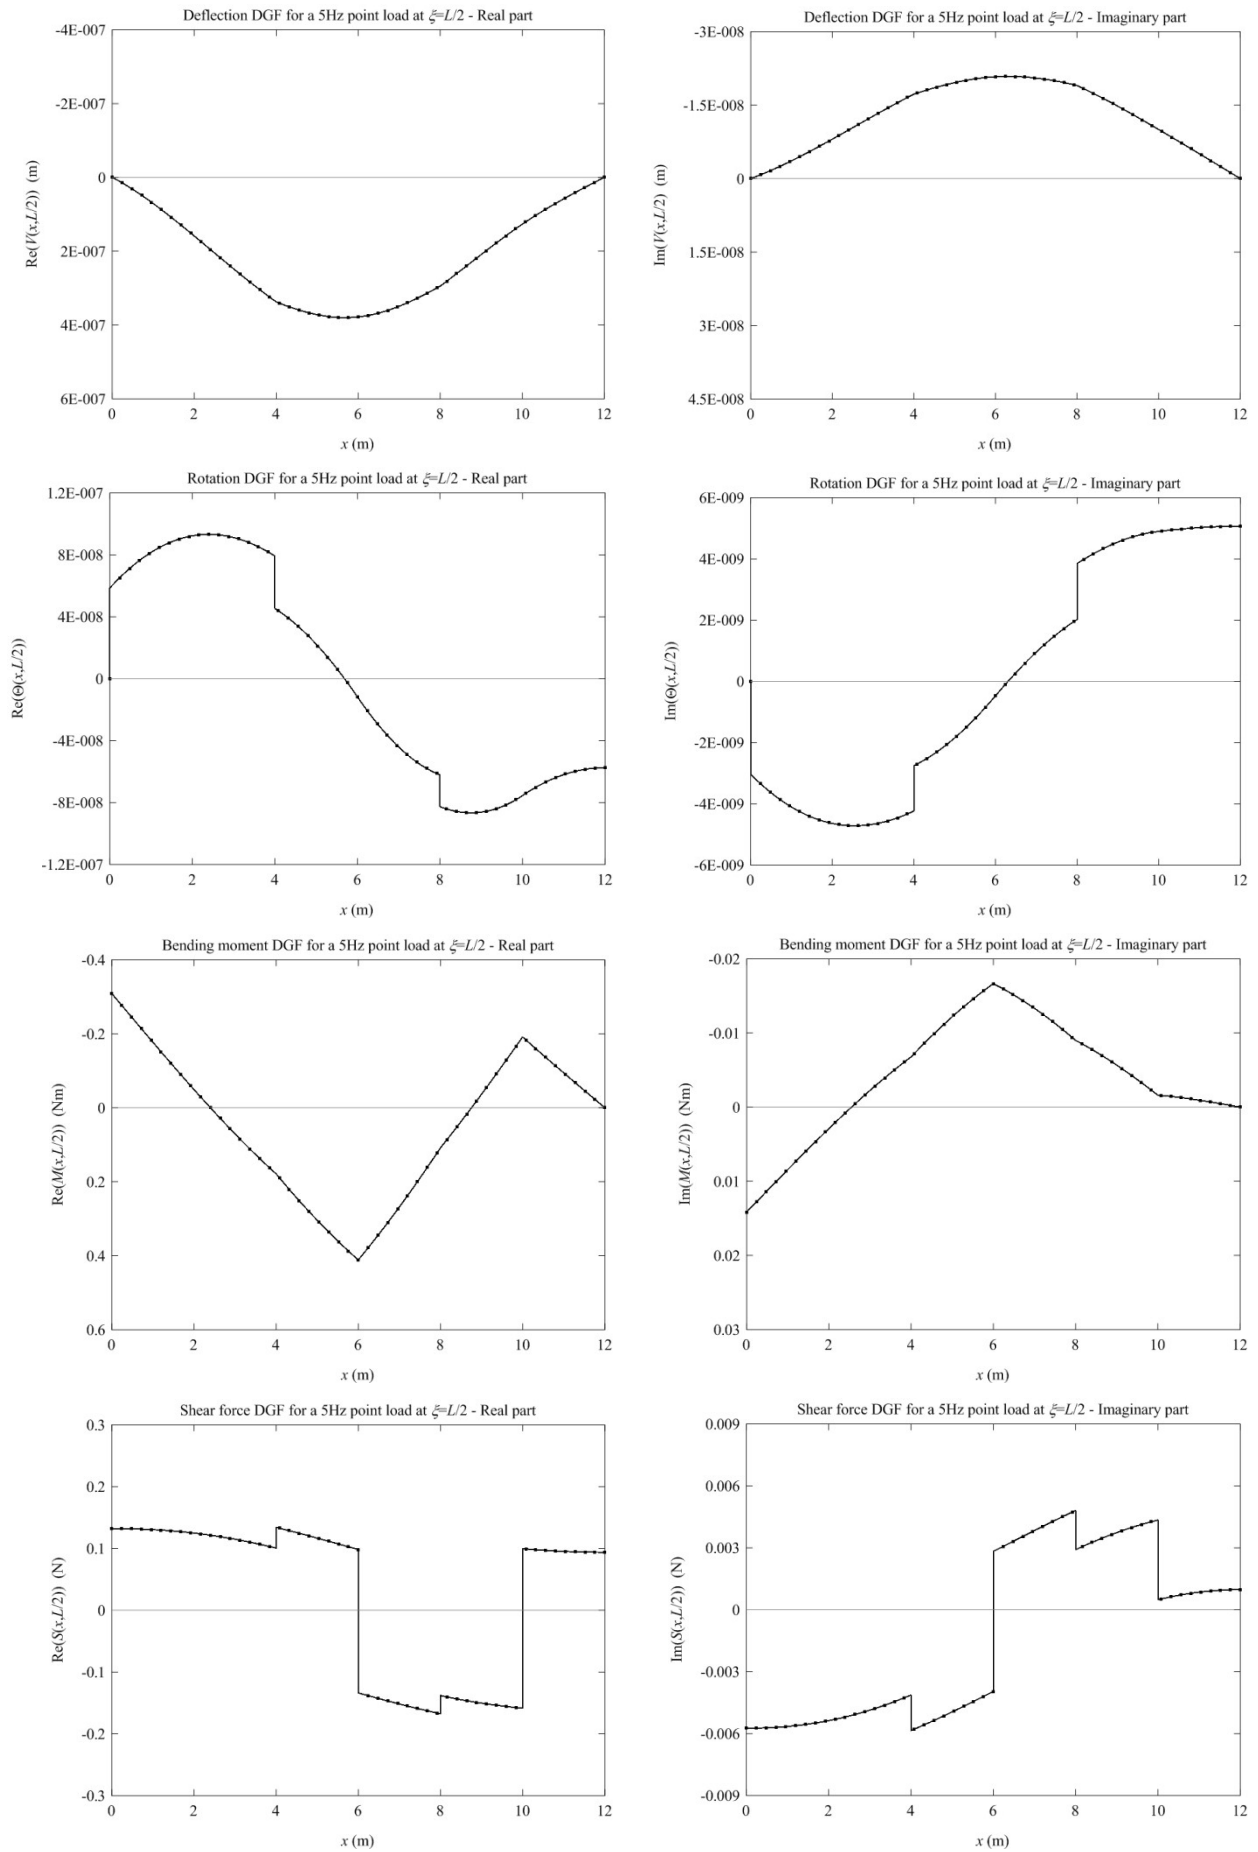 Deflection DGF for a 5Hz point load at ξ=L/2 - Real part
-4E-007
-2E-007
0
2E-007
4E-007
6E-007
Re(V(x,L/2)) (m)
0 2 4 6 8 10 12
x (m)
Deflection DGF for a 5Hz point load at ξ=L/2 - Imaginary part
-3E-008
-1.5E-008
0
1.5E-008
3E-008
4.5E-008
Im(V(x,L/2) (m)
0 2 4 6 8 10 12
x (m)
Rotation DGF for a 5Hz point load at ξ=L/2 - Real part
1.2E-007
8E-008
4E-008
0
-4E-008
-8E-008
-1.2E-007
Re(Θ(x,L/2))
0 2 4 6 8 10 12
x (m)
Rotation DGF for a 5Hz point load at ξ=L/2 - Imaginary part
6E-009
4E-009
2E-009
0
-2E-009
-4E-009
-6E-009
Im(Θ(x,L/2))
0 2 4 6 8 10 12
x (m)
Bending moment DGF for a 5Hz point load at ξ=L/2 - Real part
-0.4
-0.2
0
0.2
0.4
0.6
Re(M(x,L/2)) (Nm)
0 2 4 6 8 10 12
x (m)
Bending moment DGF for a 5Hz point load at ξ=L/2 - Imaginary part
-0.02
-0.01
0
0.01
0.02
0.03
Im(M(x,L/2)) (Nm)
0 2 4 6 8 10 12
x (m)
Shear force DGF for a 5Hz point load at ξ=L/2 - Real part
0.3
0.2
0.1
0
-0.1
-0.2
-0.3
Re(S(x,L/2)) (N)
0 2 4 6 8 10 12
x (m)
Shear force DGF for a 5Hz point load at ξ=L/2 - Imaginary part
0.009
0.006
0.003
0
-0.003
-0.006
-0.009
Im(S(x,L/2)) (N)
0 2 4 6 8 10 12
x (m)